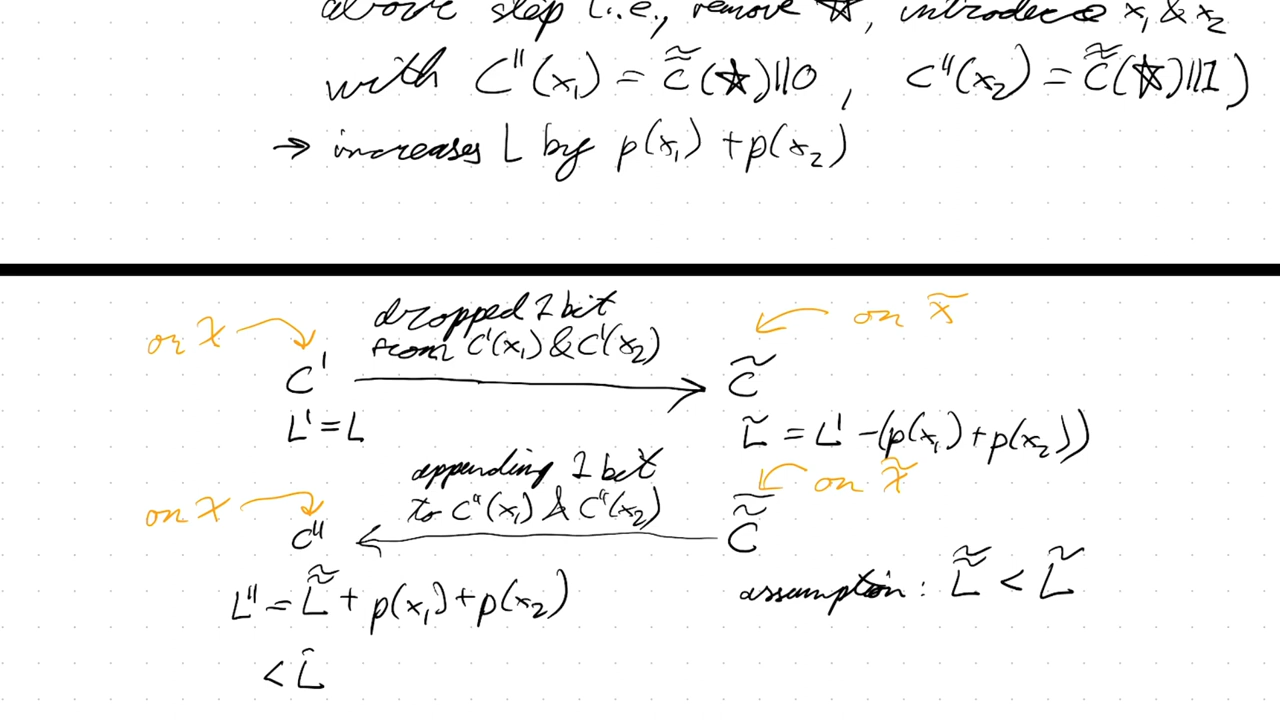 above step (i.e., remove ☆, introduce x₁ & x₂
with C''(x₁) = C̃̃(☆)||0 , C''(x₂) = C̃̃(☆)||1)
→ increases L by p(x₁) + p(x₂)
dropped 1 bit
on X
from C'(x₁) & C'(x₂)
on X̃
C'
C̃
L' = L
L̃ = L' - (p(x₁) + p(x₂))
appending 1 bit
on X̃
on X
to C''(x₁) & C''(x₂)
C''
C̃̃
assumption: L̃̃ < L̃
L'' = L̃̃ + p(x₁) + p(x₂)
< L